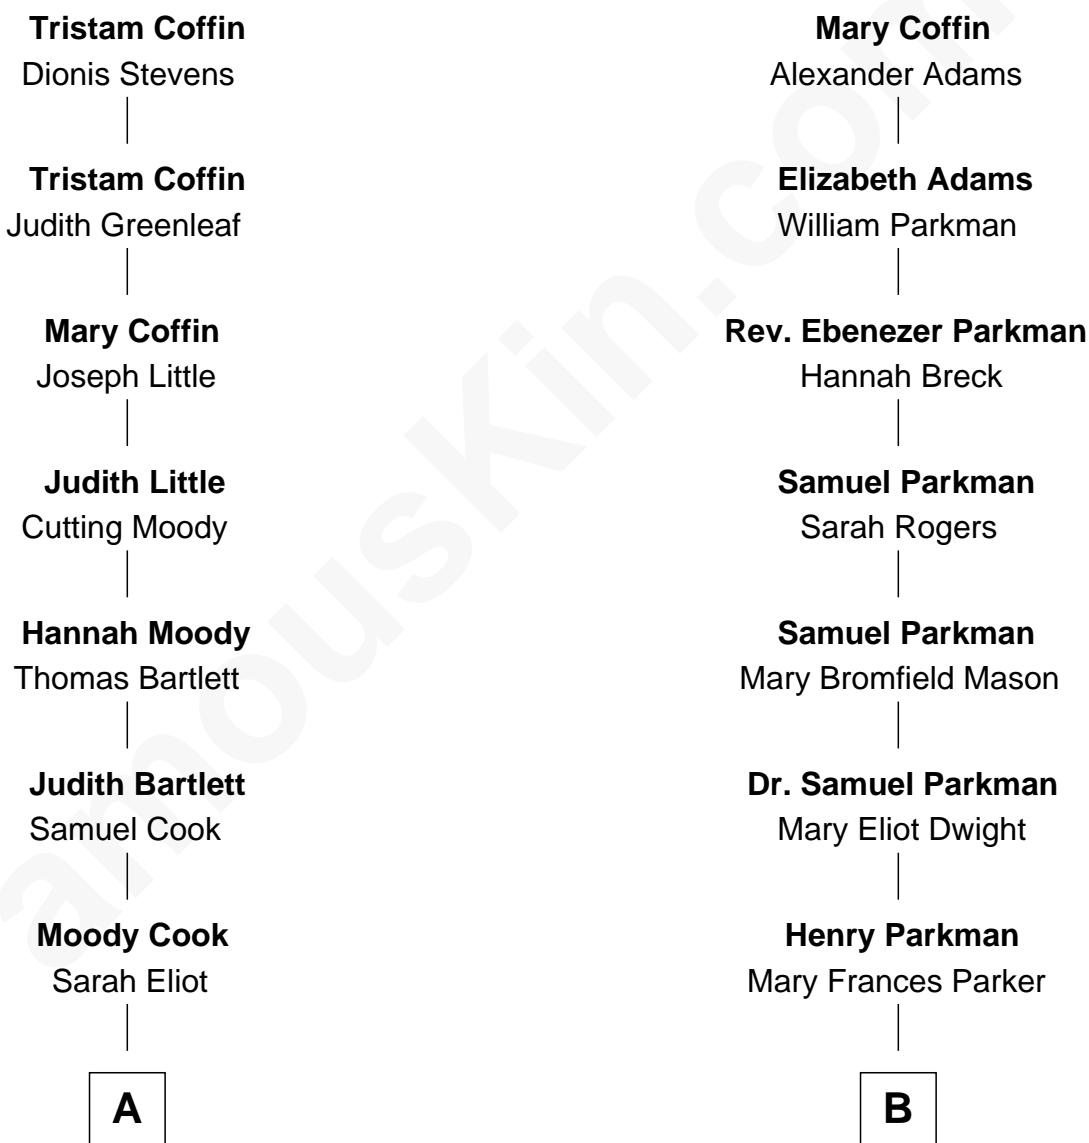 Tristam Coffin
Dionis Stevens
Tristam Coffin
Judith Greenleaf
Mary Coffin
Joseph Little
Judith Little
Cutting Moody
Hannah Moody
Thomas Bartlett
Judith Bartlett
Samuel Cook
Moody Cook
Sarah Eliot
A
Mary Coffin
Alexander Adams
Elizabeth Adams
William Parkman
Rev. Ebenezer Parkman
Hannah Breck
Samuel Parkman
Sarah Rogers
Samuel Parkman
Mary Bromfield Mason
Dr. Samuel Parkman
Mary Eliot Dwight
Henry Parkman
Mary Frances Parker
B
amouskin.com